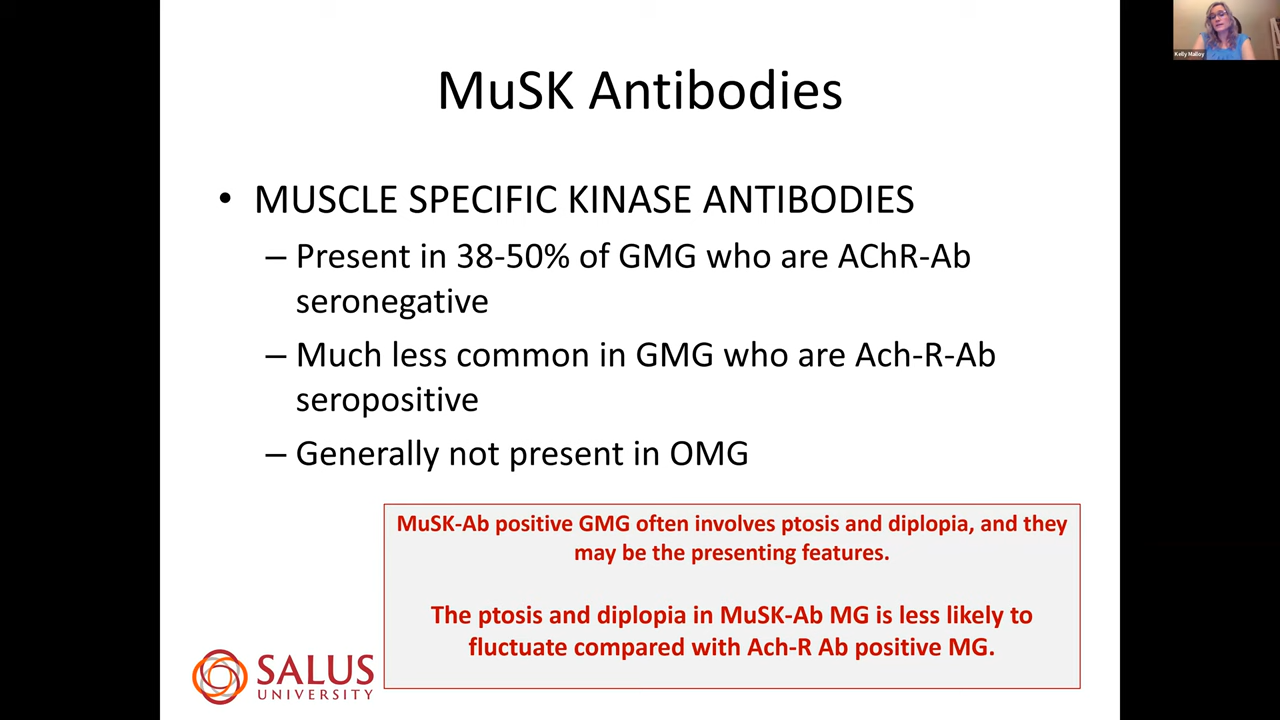 MuSK Antibodies
• MUSCLE SPECIFIC KINASE ANTIBODIES
– Present in 38-50% of GMG who are AChR-Ab
seronegative
– Much less common in GMG who are Ach-R-Ab
seropositive
– Generally not present in OMG
MuSK-Ab positive GMG often involves ptosis and diplopia, and they
may be the presenting features.
The ptosis and diplopia in MuSK-Ab MG is less likely to
fluctuate compared with Ach-R Ab positive MG.
SALUS
UNIVERSITY
Kelly Malloy